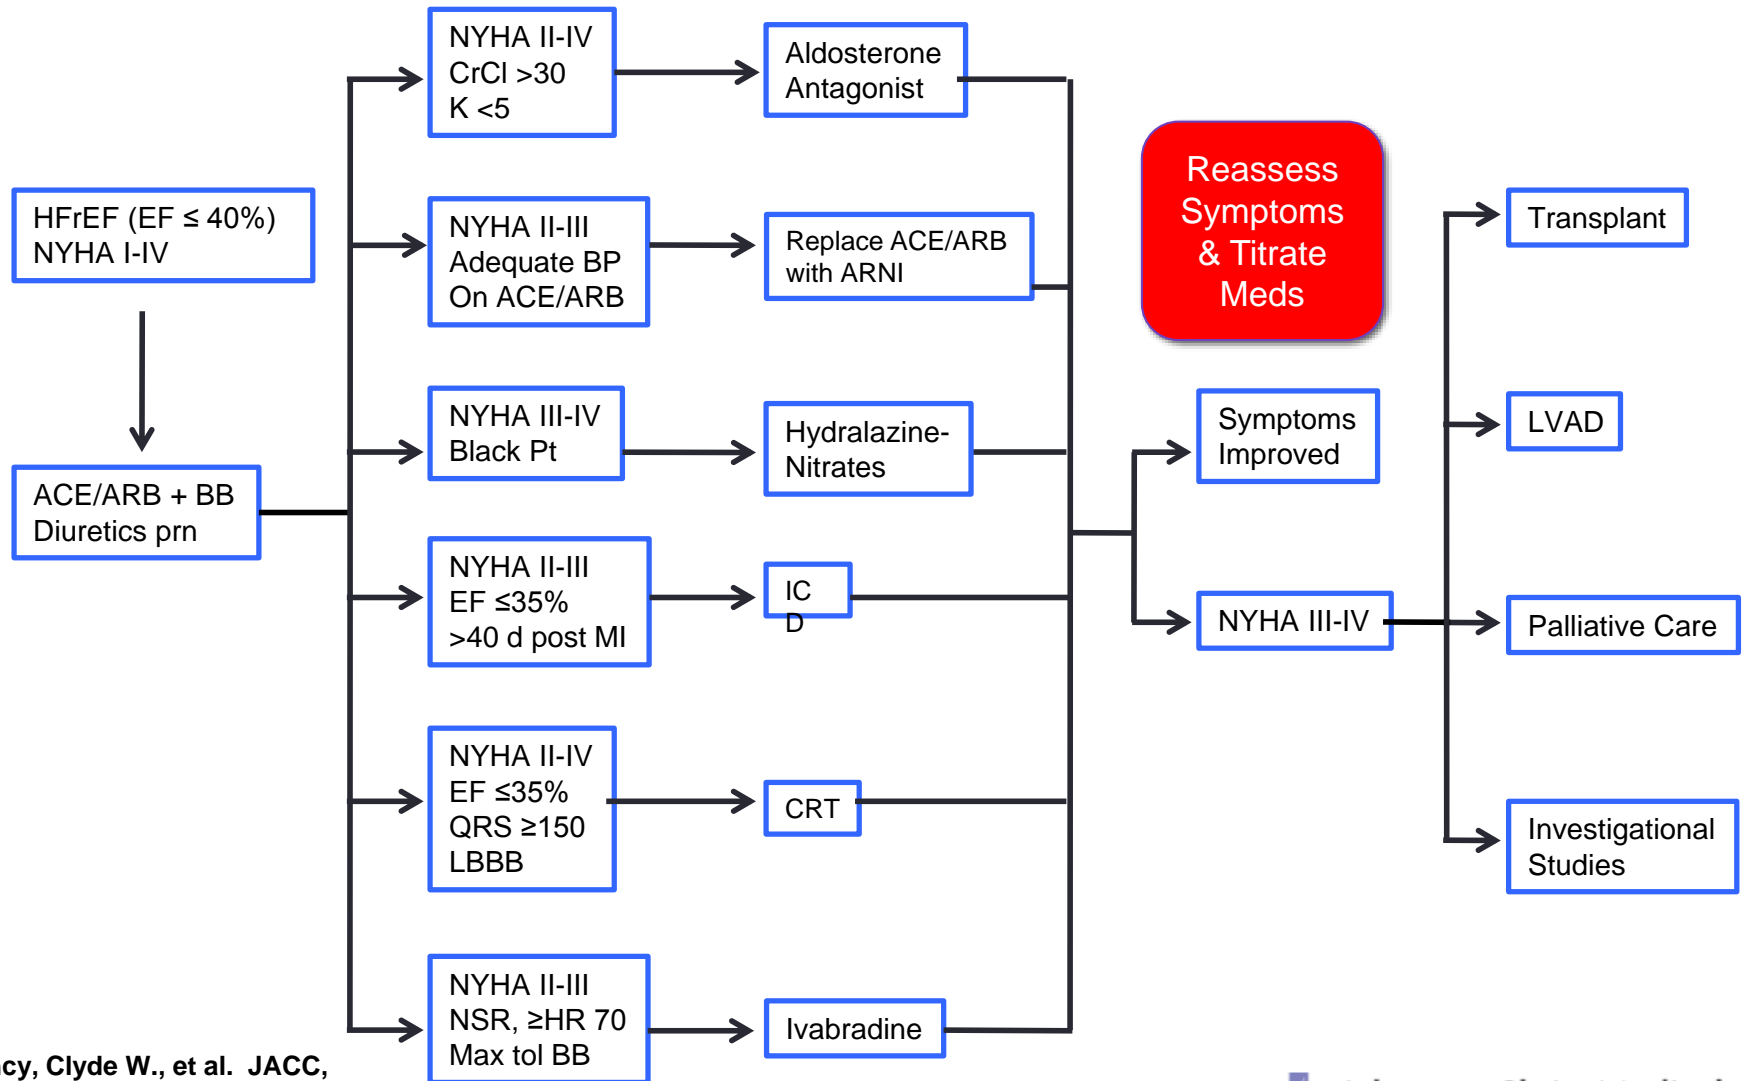 HFrEF (EF ≤ 40%)
NYHA I-IV
ACE/ARB + BB
Diuretics prn
NYHA II-IV
CrCl >30
K <5
Aldosterone
Antagonist
NYHA II-III
Adequate BP
On ACE/ARB
Replace ACE/ARB
with ARNI
NYHA III-IV
Black Pt
Hydralazine-
Nitrates
NYHA II-III
EF ≤35%
>40 d post MI
IC
D
NYHA II-IV
EF ≤35%
QRS ≥150
LBBB
CRT
NYHA II-III
NSR, ≥HR 70
Max tol BB
Ivabradine
Reassess
Symptoms
& Titrate
Meds
Symptoms
Improved
NYHA III-IV
Transplant
LVAD
Palliative Care
Investigational
Studies
Clyde W., et al. JACC,